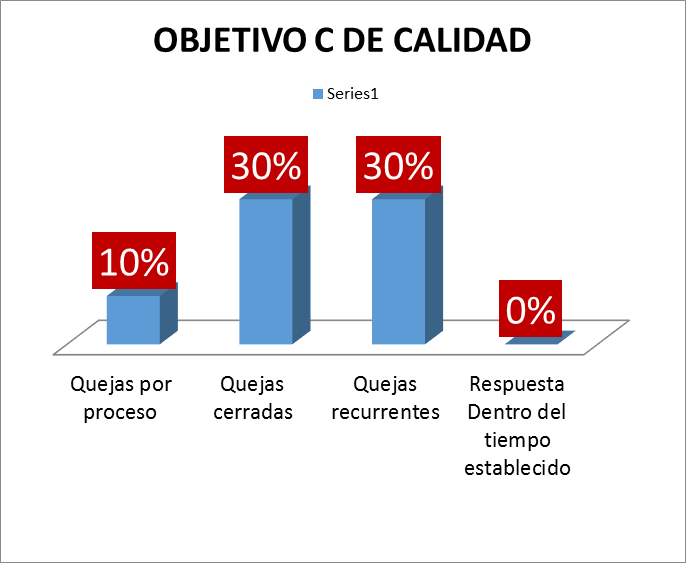 OBJETIVO C DE CALIDAD
Series1
30%
30%
10%
0%
Quejas por
proceso
Quejas
cerradas
Quejas
recurrentes
Respuesta
Dentro del
tiempo
establecido